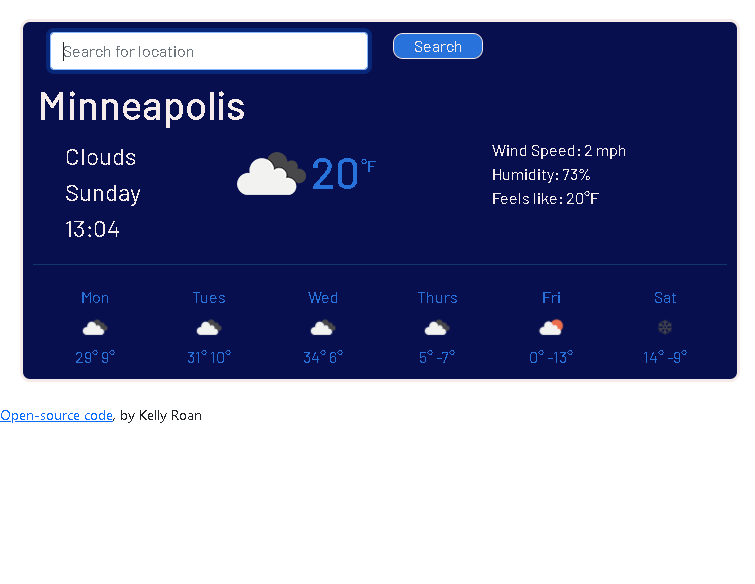 Search for location
Search
Minneapolis
Clouds
Sunday
13:04
20°F
Wind Speed: 2 mph
Humidity: 73%
Feels like: 20°F
Mon Tues Wed Thurs Fri Sat
29° 9° 31° 10° 34° 6° 5° -7° 0° -13° 14° -9°
Open-source code, by Kelly Roan